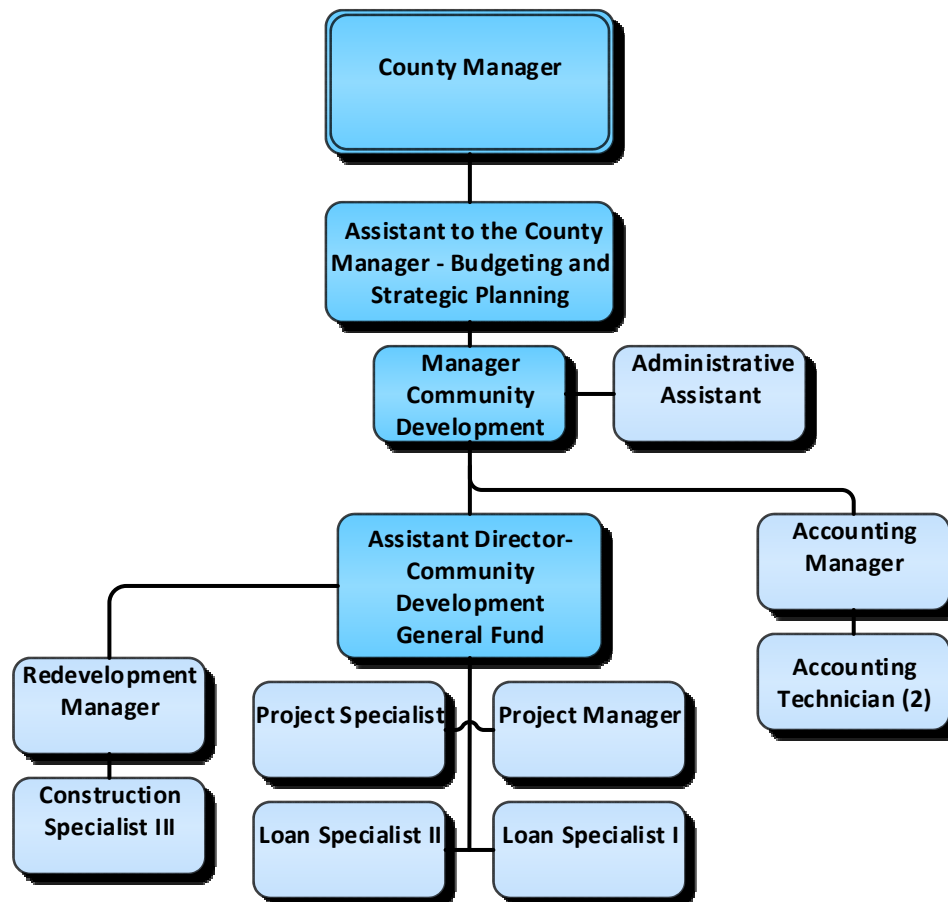 County Manager
Assistant to the County
Manager - Budgeting and
Strategic Planning
Manager
Community
Development
Administrative
Assistant
Assistant Director-
Community
Development
General Fund
Accounting
Manager
Redevelopment
Manager
Accounting
Technician (2)
Project Specialist
Project Manager
Construction
Specialist III
Loan Specialist II
Loan Specialist I